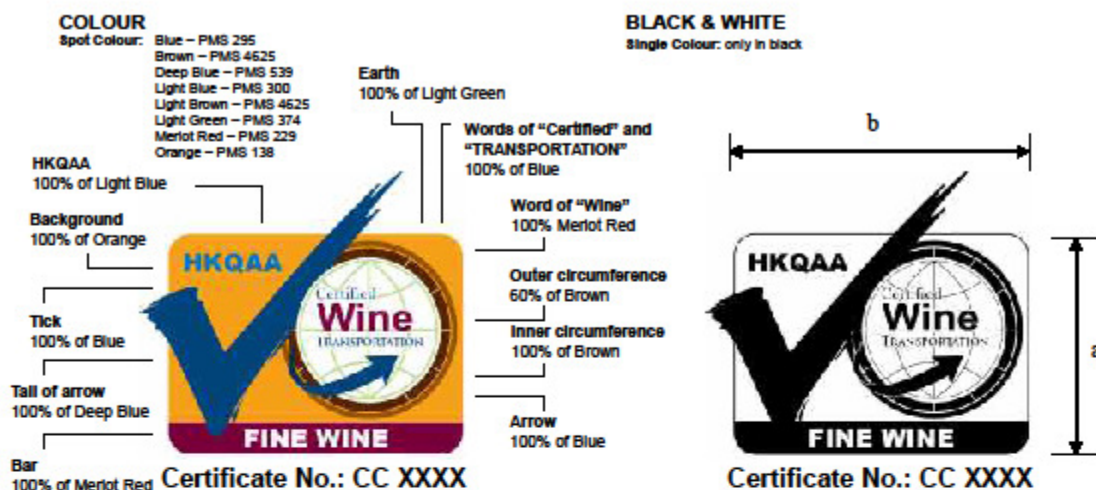 COLOUR
Spot Colour: Blue – PMS 295
Brown – PMS 4625
Deep Blue – PMS 539
Light Blue – PMS 300
Light Brown – PMS 4625
Light Green – PMS 374
Merlot Red – PMS 229
Orange – PMS 138
HKQAA
100% of Light Blue
Background
100% of Orange
Tick
100% of Blue
Tail of arrow
100% of Deep Blue
Bar
100% of Merlot Red
Earth
100% of Light Green
Words of “Certified” and
“TRANSPORTATION”
100% of Blue
Word of “Wine”
100% Merlot Red
Outer circumference
60% of Brown
Inner circumference
100% of Brown
Arrow
100% of Blue
HKQAA
Certified
Wine
TRANSPORTATION
FINE WINE
Certificate No.: CC XXXX
BLACK & WHITE
Single Colour: only in black
b
HKQAA
Certified
Wine
TRANSPORTATION
FINE WINE
a
Certificate No.: CC XXXX